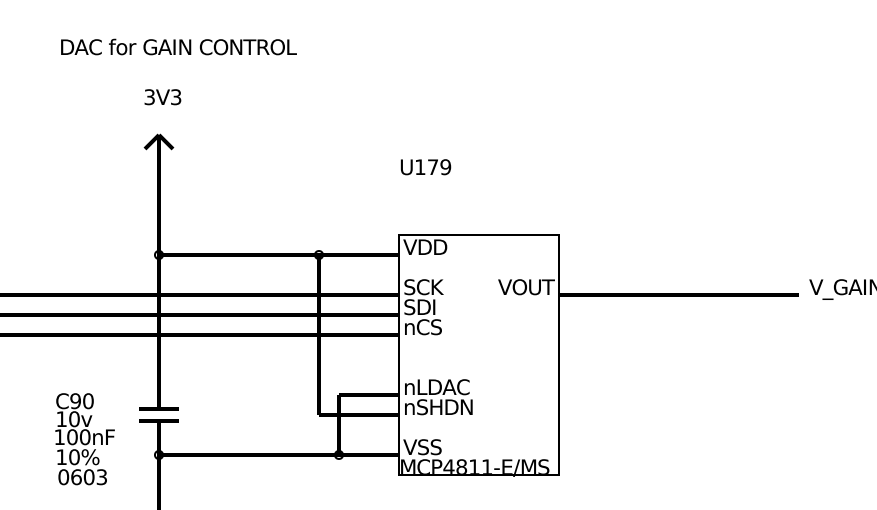 DAC for GAIN CONTROL
3V3
U179
VDD
SCK
VOUT
V_GAIN
SDI
nCS
nLDAC
nSHDN
VSS
MCP4811-E/MS
C90
10v
100nF
10%
0603